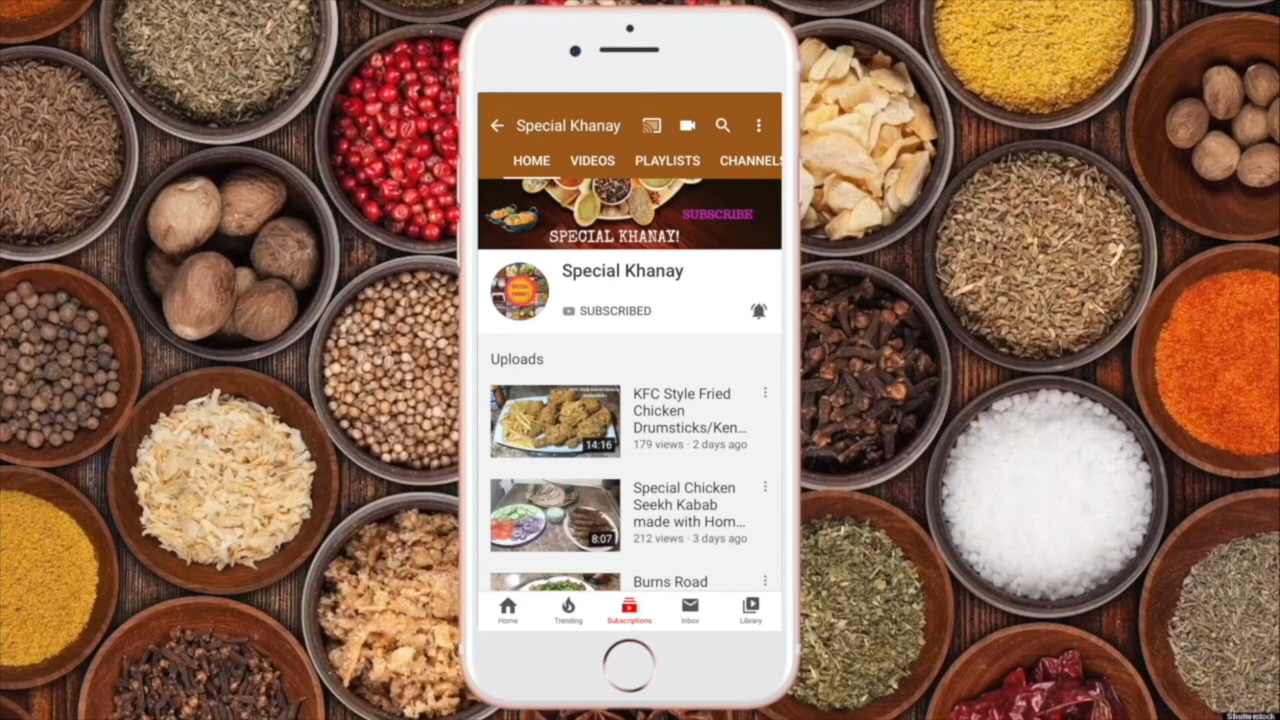 Special Khanay
HOME VIDEOS PLAYLISTS CHANNELS
SUBSCRIBE
SPECIAL KHANAY!
Special Khanay
SUBSCRIBED
Uploads
KFC Style Fried
Chicken
Drumsticks/Ken...
179 views · 2 days ago
14:16
Special Chicken
Seekh Kabab
made with Hom...
212 views · 3 days ago
8:07
Burns Road
Home Trending Subscriptions Inbox Library
Shutterstock